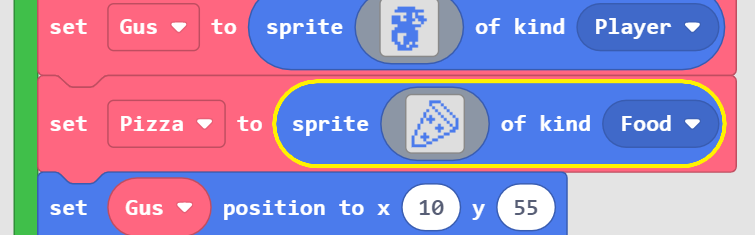 set Gus to sprite of kind Player
set Pizza to sprite of kind Food
set Gus position to x 10 y 55